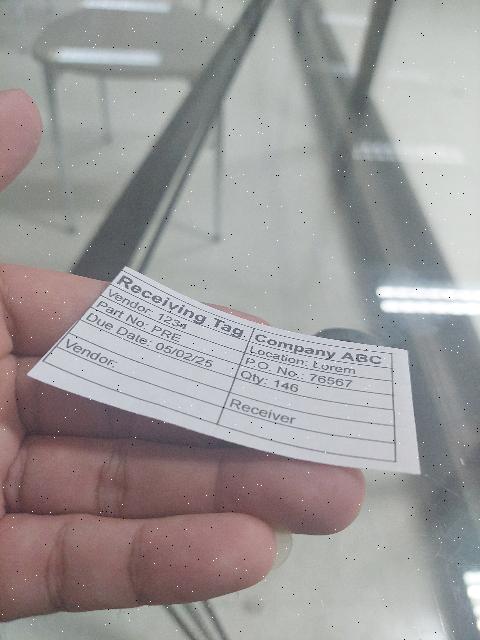 Receiving Tag Company ABC
Vendor: 1234 Location: Lorem
Part No: PRE P.O. No.: 76567
Due Date: 05/02/25 Qty: 146
Vendor: Receiver